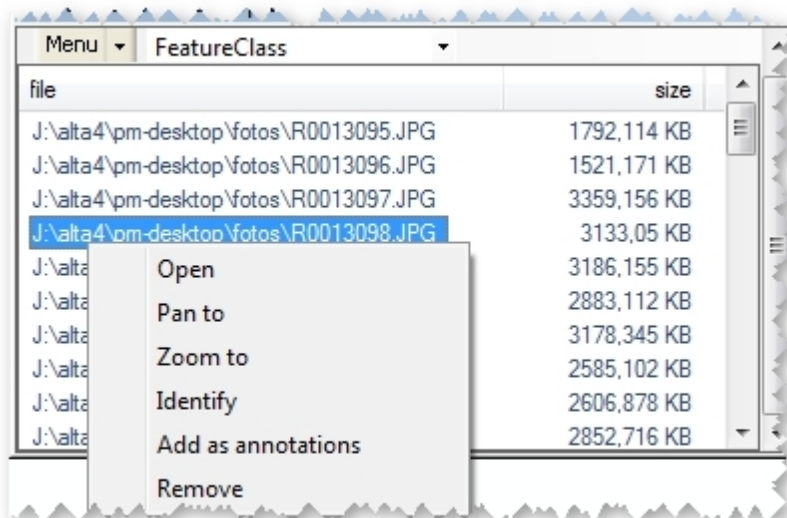 Menu FeatureClass
file size
J:\alta4\pm-desktop\fotos\R0013095.JPG 1792,114 KB
J:\alta4\pm-desktop\fotos\R0013096.JPG 1521,171 KB
J:\alta4\pm-desktop\fotos\R0013097.JPG 3359,156 KB
J:\alta4\pm-desktop\fotos\R0013098.JPG 3133,05 KB
J:\alta Open 3186,155 KB
J:\alta Pan to 2883,112 KB
J:\alta Zoom to 3178,345 KB
J:\alta 2585,102 KB
J:\alta Identify 2606,878 KB
J:\alta Add as annotations 2852,716 KB
Remove